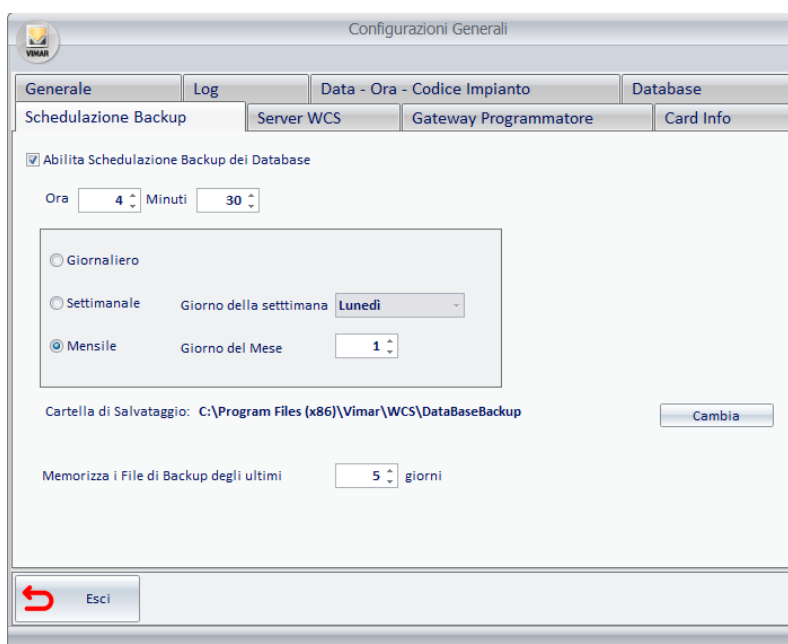 Configurazioni Generali
VIMAR
Generale Log Data - Ora - Codice Impianto Database
Schedulazione Backup Server WCS Gateway Programmatore Card Info
Abilita Schedulazione Backup dei Database
Ora 4 Minuti 30
Giornaliero
Settimanale Giorno della setttimana Lunedì
Mensile Giorno del Mese 1
Cartella di Salvataggio: C:\Program Files (x86)\Vimar\WCS\DataBaseBackup Cambia
Memorizza i File di Backup degli ultimi 5 giorni
Esci